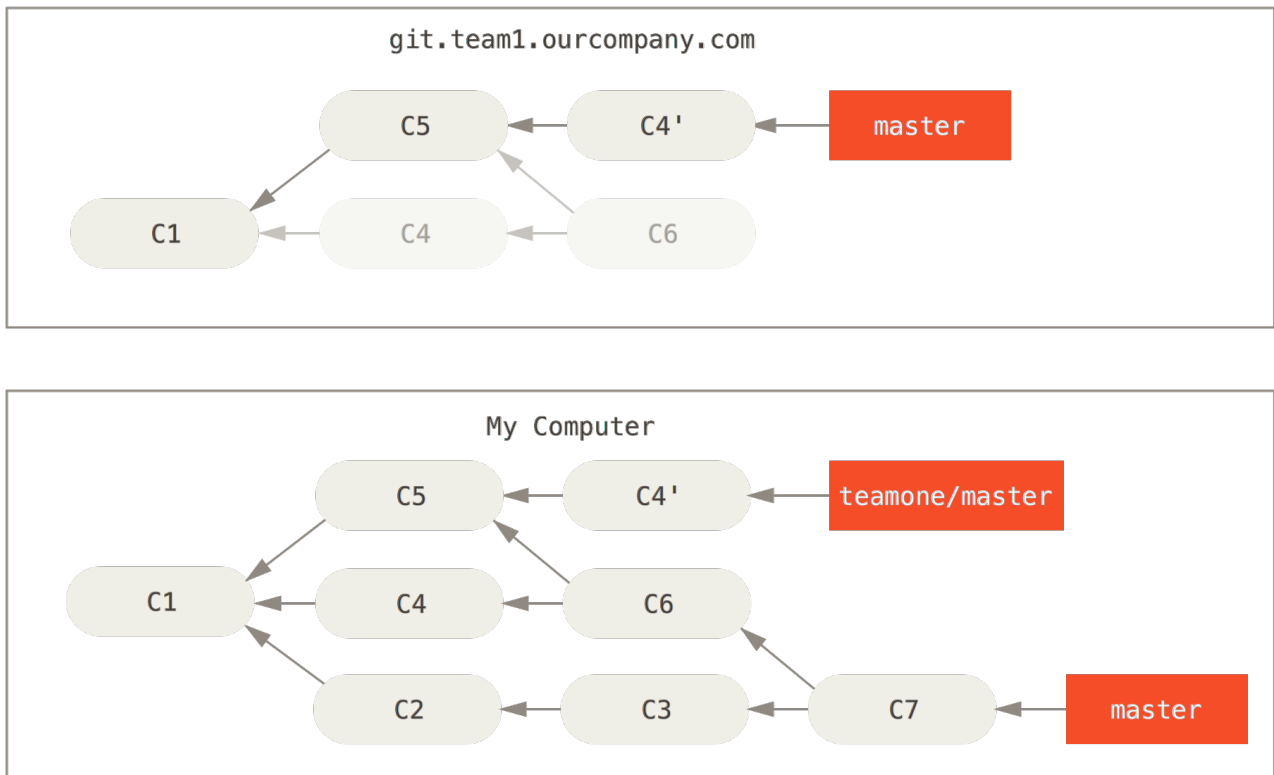 git.team1.ourcompany.com
C5 C4' master
C1 C4 C6
My Computer
C5 C4' teamone/master
C1 C4 C6
C2 C3 C7 master